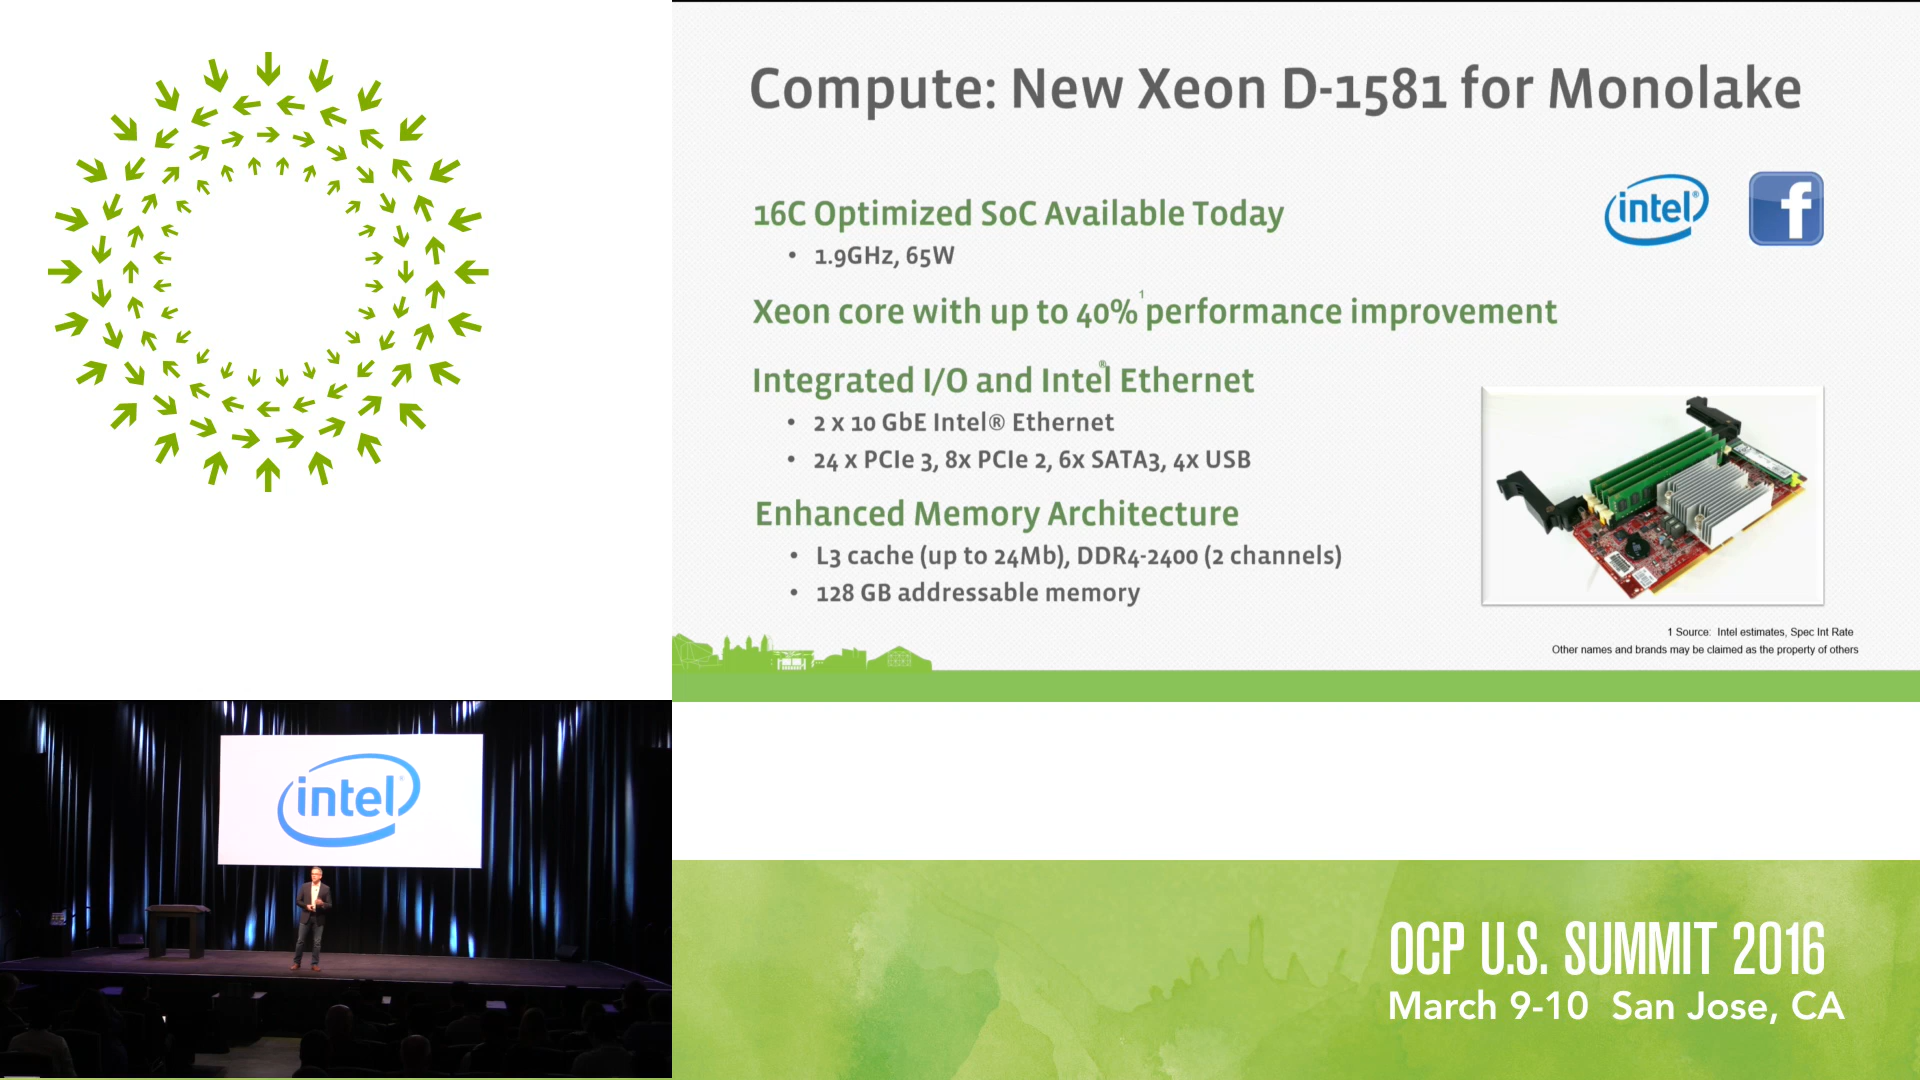 Compute: New Xeon D-1581 for Monolake
16C Optimized SoC Available Today
• 1.9GHz, 65W
Xeon core with up to 40%1 performance improvement
Integrated I/O and Intel® Ethernet
• 2 x 10 GbE Intel® Ethernet
• 24 x PCIe 3, 8x PCIe 2, 6x SATA3, 4x USB
Enhanced Memory Architecture
• L3 cache (up to 24Mb), DDR4-2400 (2 channels)
• 128 GB addressable memory
intel®
f
1 Source: Intel estimates, Spec Int Rate
Other names and brands may be claimed as the property of others
intel®
OCP U.S. SUMMIT 2016
March 9-10 San Jose, CA